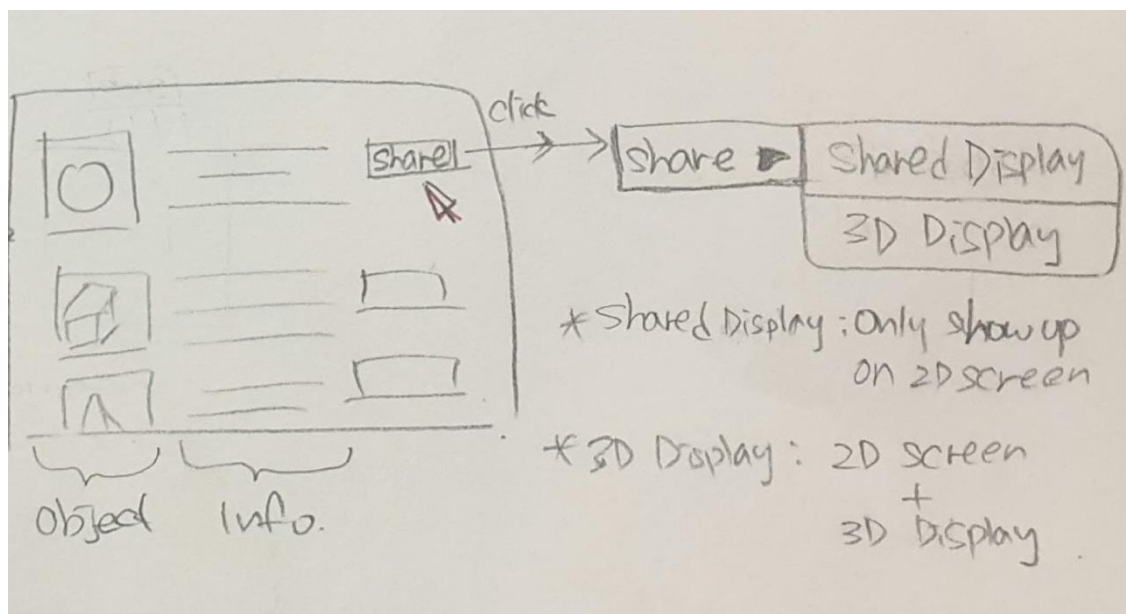 click
share
share ▶ Shared Display
3D Display
* Shared Display : Only show up
on 2D screen
* 3D Display : 2D screen
+
3D Display
object Info.